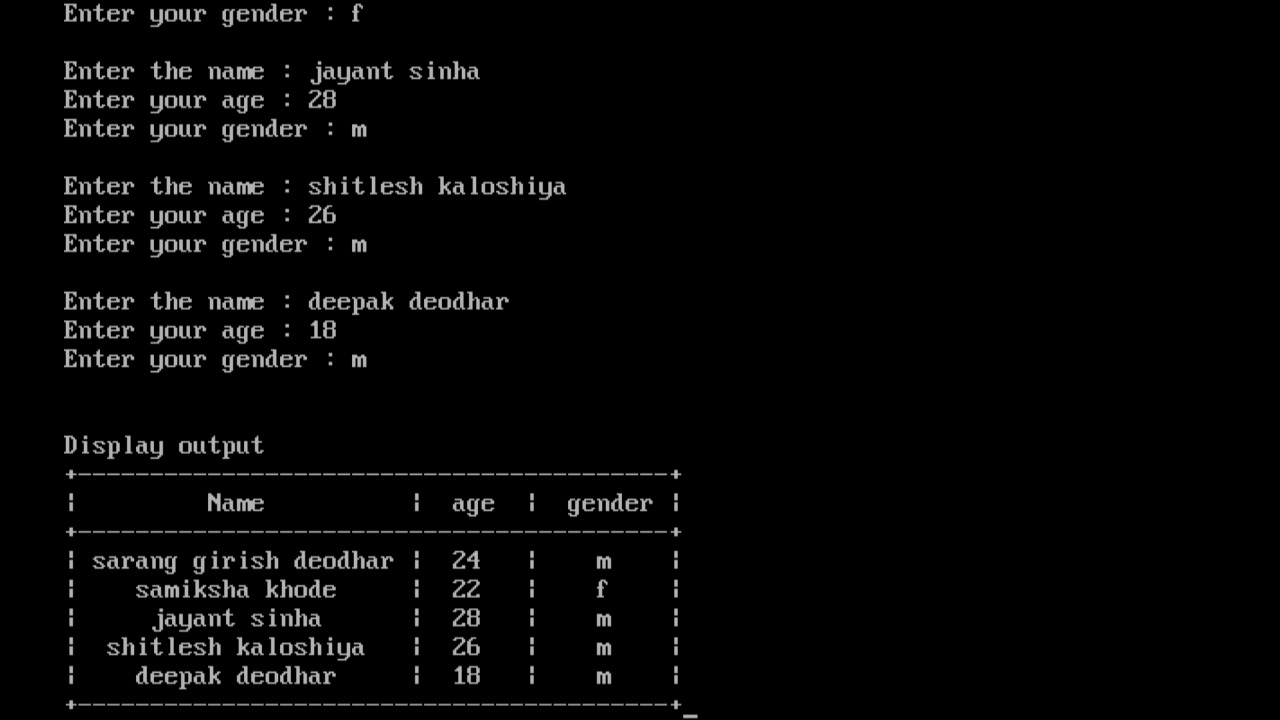 Enter your gender : f
Enter the name : jayant sinha
Enter your age : 28
Enter your gender : m
Enter the name : shitlesh kaloshiya
Enter your age : 26
Enter your gender : m
Enter the name : deepak deodhar
Enter your age : 18
Enter your gender : m
Display output
+------------------------------------------+
¦ Name ¦ age ¦ gender ¦
+------------------------------------------+
¦ sarang girish deodhar ¦ 24 ¦ m ¦
¦ samiksha khode ¦ 22 ¦ f ¦
¦ jayant sinha ¦ 28 ¦ m ¦
¦ shitlesh kaloshiya ¦ 26 ¦ m ¦
¦ deepak deodhar ¦ 18 ¦ m ¦
+------------------------------------------+_